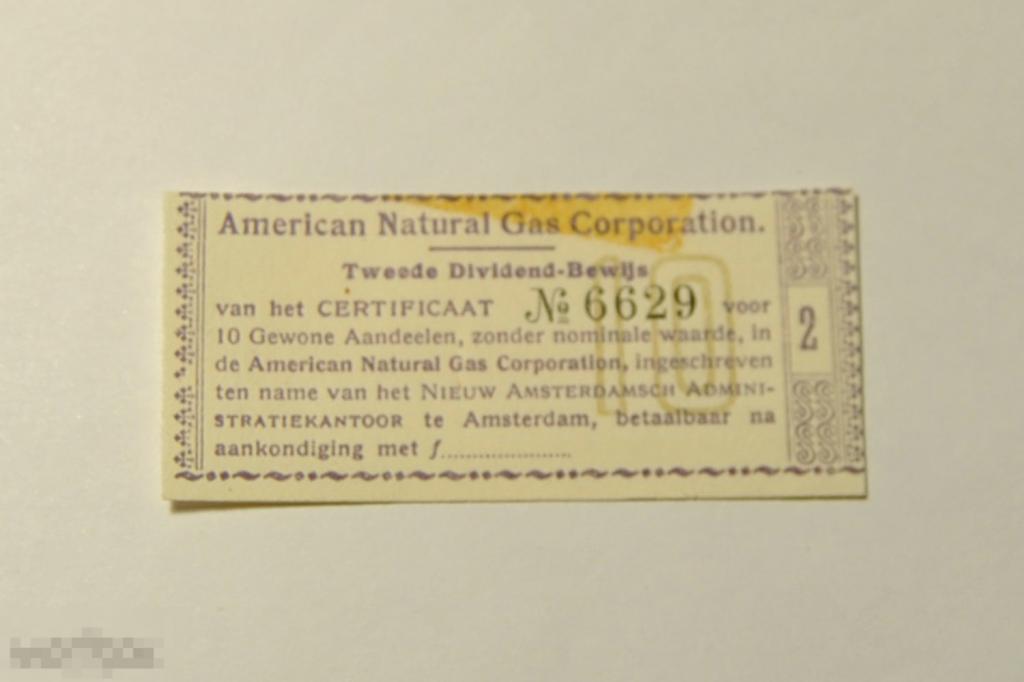 American Natural Gas Corporation.
Tweede Dividend-Bewijs
van het CERTIFICAAT № 6629 voor
10 Gewone Aandeelen, zonder nominale waarde, in
de American Natural Gas Corporation, ingeschreven
ten name van het NIEUW AMSTERDAMSCH ADMINI-
STRATIEKANTOOR te Amsterdam, betaalbaar na
aankondiging met f.....................
2
10